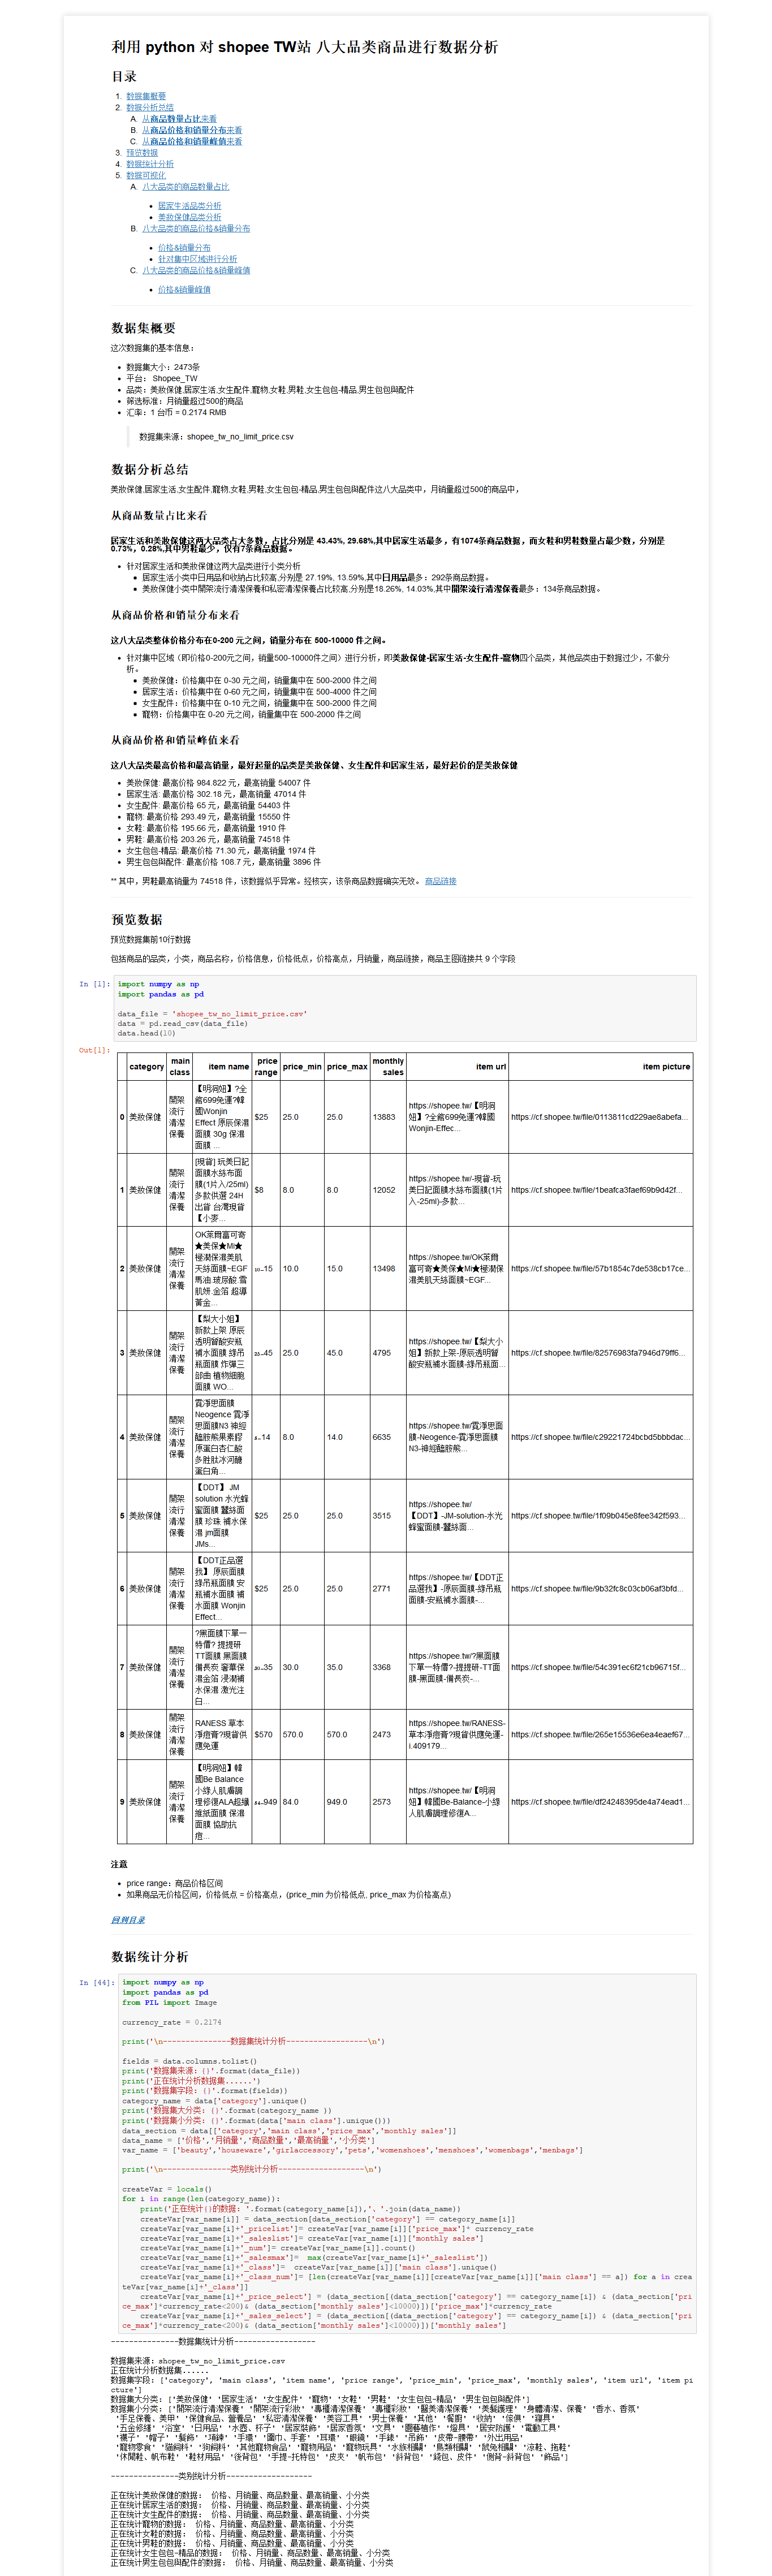 利用 python 对 shopee TW站 八大品类商品进行数据分析
目录
1. 数据集概要
2. 数据分析总结
A. 从商品数量占比来看
B. 从商品价格和销量分布来看
C. 从商品价格和销量峰值来看
3. 预览数据
4. 数据统计分析
5. 数据可视化
A. 八大品类的商品数量占比
居家生活品类分析
美妝保健品类分析
B. 八大品类的商品价格&销量分布
价格&销量分布
针对集中区域进行分析
C. 八大品类的商品价格&销量峰值
价格&销量峰值
数据集概要
这次数据集的基本信息：
数据集大小：2473条
平台： Shopee_TW
品类：美妝保健,居家生活,女生配件,寵物,女鞋,男鞋,女生包包-精品,男生包包與配件
筛选标准：月销量超过500的商品
汇率：1 台币 = 0.2174 RMB
数据集来源：shopee_tw_no_limit_price.csv
数据分析总结
美妝保健,居家生活,女生配件,寵物,女鞋,男鞋,女生包包-精品,男生包包與配件这八大品类中，月销量超过500的商品中，
从商品数量占比来看
居家生活和美妝保健这两大品类占大多数，占比分别是 43.43%, 29.68%,其中居家生活最多，有1074条商品数据，而女鞋和男鞋数量占最少数，分别是
0.73%，0.28%,其中男鞋最少，仅有7条商品数据。
针对居家生活和美妝保健这两大品类进行小类分析
居家生活小类中日用品和收納占比较高,分别是 27.19%, 13.59%,其中日用品最多：292条商品数据。
美妝保健小类中開架流行清潔保養和私密清潔保養占比较高,分别是18.26%, 14.03%,其中開架流行清潔保養最多：134条商品数据。
从商品价格和销量分布来看
这八大品类整体价格分布在0-200 元之间，销量分布在 500-10000 件之间。
针对集中区域（即价格0-200元之间，销量500-10000件之间）进行分析，即美妝保健-居家生活-女生配件-寵物四个品类，其他品类由于数据过少，不做分
析。
美妝保健：价格集中在 0-30 元之间，销量集中在 500-2000 件之间
居家生活：价格集中在 0-60 元之间，销量集中在 500-4000 件之间
女生配件：价格集中在 0-10 元之间，销量集中在 500-2000 件之间
寵物：价格集中在 0-20 元之间，销量集中在 500-2000 件之间
从商品价格和销量峰值来看
这八大品类最高价格和最高销量，最好起量的品类是美妝保健、女生配件和居家生活，最好起价的是美妝保健
美妝保健: 最高价格 984.822 元，最高销量 54007 件
居家生活: 最高价格 302.18 元，最高销量 47014 件
女生配件: 最高价格 65 元，最高销量 54403 件
寵物: 最高价格 293.49 元，最高销量 15550 件
女鞋: 最高价格 195.66 元，最高销量 1910 件
男鞋: 最高价格 203.26 元，最高销量 74518 件
女生包包-精品: 最高价格 71.30 元，最高销量 1974 件
男生包包與配件: 最高价格 108.7 元，最高销量 3896 件
** 其中，男鞋最高销量为 74518 件，该数据似乎异常。经核实，该条商品数据确实无效。 商品链接
预览数据
预览数据集前10行数据
包括商品的品类，小类，商品名称，价格信息，价格低点，价格高点，月销量，商品链接，商品主图链接共 9 个字段
In [1]:
import numpy as np
import pandas as pd
data_file = 'shopee_tw_no_limit_price.csv'
data = pd.read_csv(data_file)
data.head(10)
Out[1]:
category main class item name price range price_min price_max monthly sales item url item picture
0 美妝保健 開架流行清潔保養 【明洞妞】?全館699免運?韓國Wonjin Effect 原辰保濕面膜 30g 保濕面膜 ... $25 25.0 25.0 13883 https://shopee.tw/【明洞妞】?全館699免運?韓國Wonjin-Effec... https://cf.shopee.tw/file/0113811cd229ae8abefa...
1 美妝保健 開架流行清潔保養 [現貨] 玩美日記面膜水絲布面膜(1片入/25ml) 多款供選 24H出貨 台灣現貨【小麥... $8 8.0 8.0 12052 https://shopee.tw/-現貨-玩美日記面膜水絲布面膜(1片入-25ml)-多款... https://cf.shopee.tw/file/1beafca3faef69b9d42f...
2 美妝保健 開架流行清潔保養 OK萊爾富可寄★美保★Mi★極潤保濕美肌天絲面膜~EGF 馬油.玻尿酸.雪肌妍.金箔.超導黃金... 10-15 10.0 15.0 13498 https://shopee.tw/OK萊爾富可寄★美保★Mi★極潤保濕美肌天絲面膜~EGF... https://cf.shopee.tw/file/57b1854c7de538cb17ce...
3 美妝保健 開架流行清潔保養 【梨大小姐】新款上架 原辰透明質酸安瓶補水面膜 綠吊瓶面膜 炸彈三部曲 植物細胞面膜 WO... 25-45 25.0 45.0 4795 https://shopee.tw/【梨大小姐】新款上架-原辰透明質酸安瓶補水面膜-綠吊瓶面... https://cf.shopee.tw/file/82576983fa7946d79ff6...
4 美妝保健 開架流行清潔保養 霓淨思面膜 Neogence 霓淨思面膜N3 神經醯胺熊果素膠原蛋白杏仁酸多胜肽冰河醣蛋白角... 8-14 8.0 14.0 6635 https://shopee.tw/霓淨思面膜-Neogence-霓淨思面膜N3-神經醯胺熊... https://cf.shopee.tw/file/c29221724bcbd5bbbdac...
5 美妝保健 開架流行清潔保養 【DDT】 JM solution 水光蜂蜜面膜 蠶絲面膜 珍珠 補水保濕 jm面膜 JMs... $25 25.0 25.0 3515 https://shopee.tw/【DDT】-JM-solution-水光蜂蜜面膜-蠶絲面... https://cf.shopee.tw/file/1f09b045e8fee342f593...
6 美妝保健 開架流行清潔保養 【DDT正品選我】 原辰面膜 綠吊瓶面膜 安瓶補水面膜 補水面膜 Wonjin Effect... $25 25.0 25.0 2771 https://shopee.tw/【DDT正品選我】-原辰面膜-綠吊瓶面膜-安瓶補水面膜-... https://cf.shopee.tw/file/9b32fc8c03cb06af3bfd...
7 美妝保健 開架流行清潔保養 ?黑面膜下單一特價? 提提研 TT面膜 黑面膜 備長炭 奢華保濕金箔 浸潤補水保濕 激光注白... 30-35 30.0 35.0 3368 https://shopee.tw/?黑面膜下單一特價?-提提研-TT面膜-黑面膜-備長炭-... https://cf.shopee.tw/file/54c391ec6f21cb96715f...
8 美妝保健 開架流行清潔保養 RANESS 草本淨痘膏?現貨供應免運 $570 570.0 570.0 2473 https://shopee.tw/RANESS-草本淨痘膏?現貨供應免運-i.409179... https://cf.shopee.tw/file/265e15536e6ea4eaef67...
9 美妝保健 開架流行清潔保養 【明洞妞】韓國Be Balance 小綠人肌膚調理修復ALA超纖維紙面膜 保濕面膜 協助抗痘... 84-949 84.0 949.0 2573 https://shopee.tw/【明洞妞】韓國Be-Balance-小綠人肌膚調理修復A... https://cf.shopee.tw/file/df24248395de4a74ead1...
注意
price range：商品价格区间
如果商品无价格区间，价格低点 = 价格高点，(price_min 为价格低点, price_max 为价格高点)
回到目录
数据统计分析
In [44]:
import numpy as np
import pandas as pd
from PIL import Image
currency_rate = 0.2174
print('\n---------------数据集统计分析------------------\n')
fields = data.columns.tolist()
print('数据集来源：{}'.format(data_file))
print('正在统计分析数据集......')
print('数据集字段：{}'.format(fields))
category_name = data['category'].unique()
print('数据集大分类：{}'.format(category_name ))
print('数据集小分类：{}'.format(data['main class'].unique()))
data_section = data[['category','main class','price_max','monthly sales']]
data_name = ['价格','月销量','商品数量','最高销量','小分类']
var_name = ['beauty','houseware','girlaccessory','pets','womenshoes','menshoes','womenbags','menbags']
print('\n---------------类别统计分析-------------------\n')
createVar = locals()
for i in range(len(category_name)):
print('正在统计{}的数据：'.format(category_name[i]),'、'.join(data_name))
createVar[var_name[i]] = data_section[data_section['category'] == category_name[i]]
createVar[var_name[i]+'_pricelist']= createVar[var_name[i]]['price_max']* currency_rate
createVar[var_name[i]+'_saleslist']= createVar[var_name[i]]['monthly sales']
createVar[var_name[i]+'_num']= createVar[var_name[i]].count()
createVar[var_name[i]+'_salesmax']= max(createVar[var_name[i]+'_saleslist'])
createVar[var_name[i]+'_class']= createVar[var_name[i]]['main class'].unique()
createVar[var_name[i]+'_class_num']= [len(createVar[var_name[i]][createVar[var_name[i]]['main class'] == a]) for a in crea
teVar[var_name[i]+'_class']]
createVar[var_name[i]+'_price_select'] = (data_section[(data_section['category'] == category_name[i]) & (data_section['pri
ce_max']*currency_rate<200)& (data_section['monthly sales']<10000)])['price_max']*currency_rate
createVar[var_name[i]+'_sales_select'] = (data_section[(data_section['category'] == category_name[i]) & (data_section['pri
ce_max']*currency_rate<200)& (data_section['monthly sales']<10000)])['monthly sales']
---------------数据集统计分析------------------
数据集来源：shopee_tw_no_limit_price.csv
正在统计分析数据集......
数据集字段：['category', 'main class', 'item name', 'price range', 'price_min', 'price_max', 'monthly sales', 'item url', 'item pi
cture']
数据集大分类：['美妝保健' '居家生活' '女生配件' '寵物' '女鞋' '男鞋' '女生包包-精品' '男生包包與配件']
数据集小分类：['開架流行清潔保養' '開架流行彩妝' '專櫃清潔保養' '專櫃彩妝' '醫美清潔保養' '美髮護理' '身體清潔、保養' '香水、香氛'
'手足保養、美甲' '保健食品、營養品' '私密清潔保養' '美容工具' '男士保養' '其他' '餐廚' '收納' '傢俱' '寢具'
'五金修繕' '浴室' '日用品' '水壺、杯子' '居家裝飾' '居家香氛' '文具' '園藝植作' '燈具' '居安防護' '電動工具'
'襪子' '帽子' '髮飾' '項鍊' '手環' '圍巾、手套' '耳環' '眼鏡' '手錶' '吊飾' '皮帶-腰帶' '外出用品'
'寵物零食' '貓飼料' '狗飼料' '其他寵物食品' '寵物用品' '寵物玩具' '水族相關' '鳥類相關' '鼠兔相關' '涼鞋、拖鞋'
'休閒鞋、帆布鞋' '鞋材用品' '後背包' '手提-托特包' '皮夾' '帆布包' '斜背包' '錢包、皮件' '側背-斜背包' '飾品']
---------------类别统计分析-------------------
正在统计美妝保健的数据： 价格、月销量、商品数量、最高销量、小分类
正在统计居家生活的数据： 价格、月销量、商品数量、最高销量、小分类
正在统计女生配件的数据： 价格、月销量、商品数量、最高销量、小分类
正在统计寵物的数据： 价格、月销量、商品数量、最高销量、小分类
正在统计女鞋的数据： 价格、月销量、商品数量、最高销量、小分类
正在统计男鞋的数据： 价格、月销量、商品数量、最高销量、小分类
正在统计女生包包-精品的数据： 价格、月销量、商品数量、最高销量、小分类
正在统计男生包包與配件的数据： 价格、月销量、商品数量、最高销量、小分类